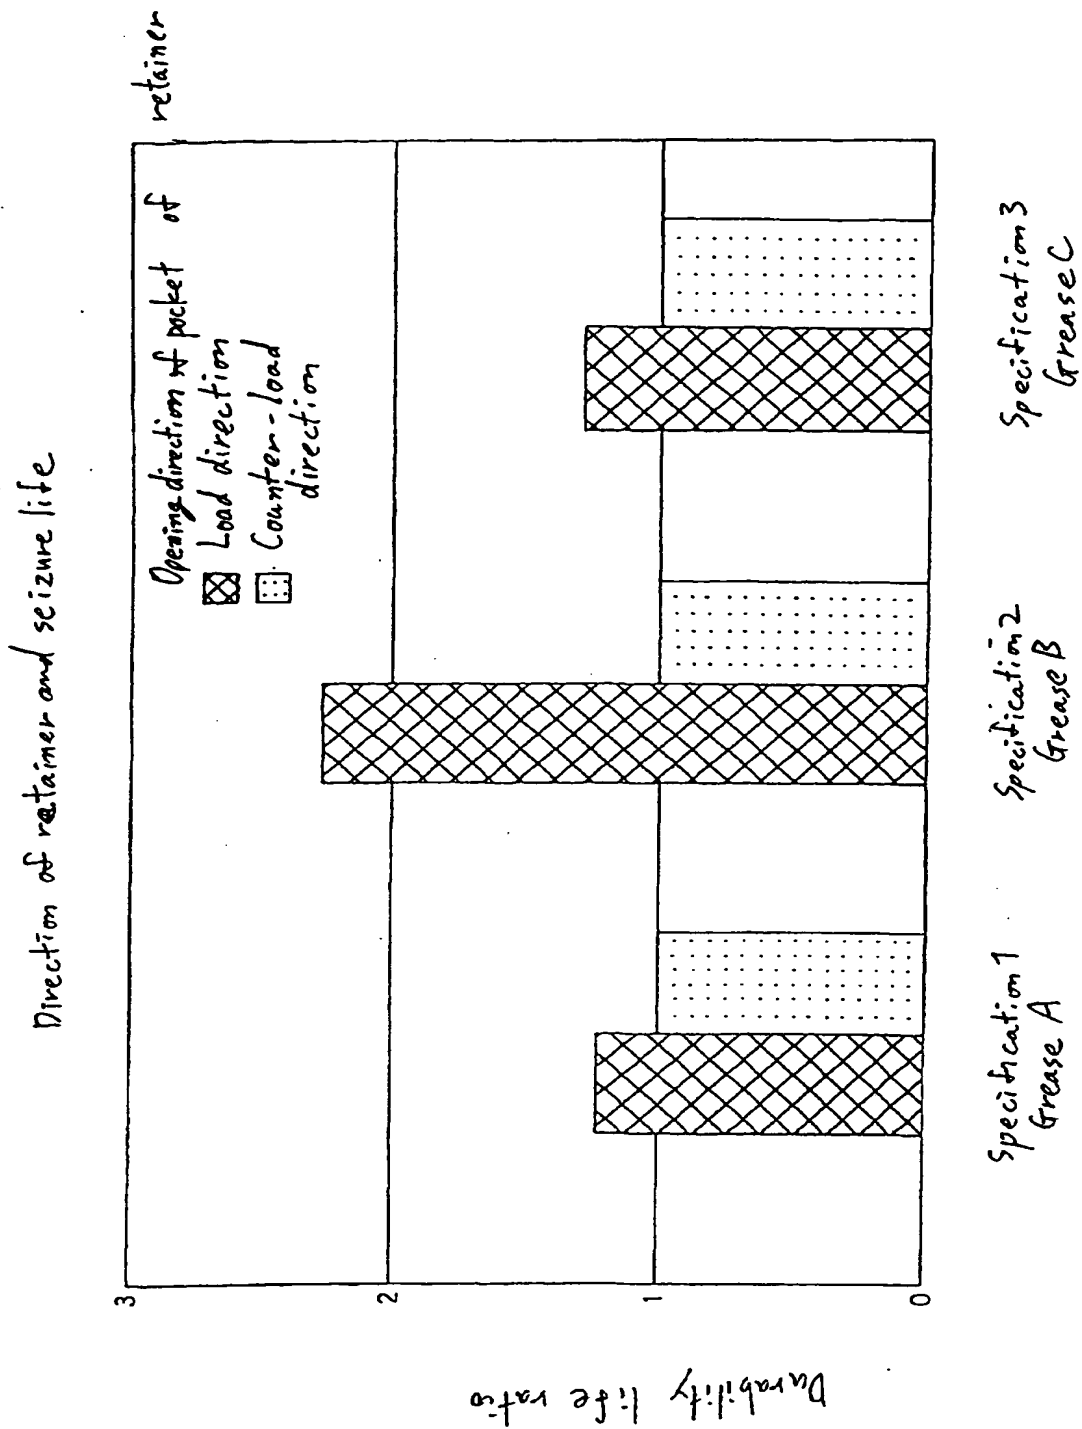 Direction of retainer and seizure life
Opening direction of pocket of retainer
Load direction
Counter-load
direction
3
2
1
0
Durability life ratio
Specification 1
Grease A
Specification 2
Grease B
Specification 3
Grease C